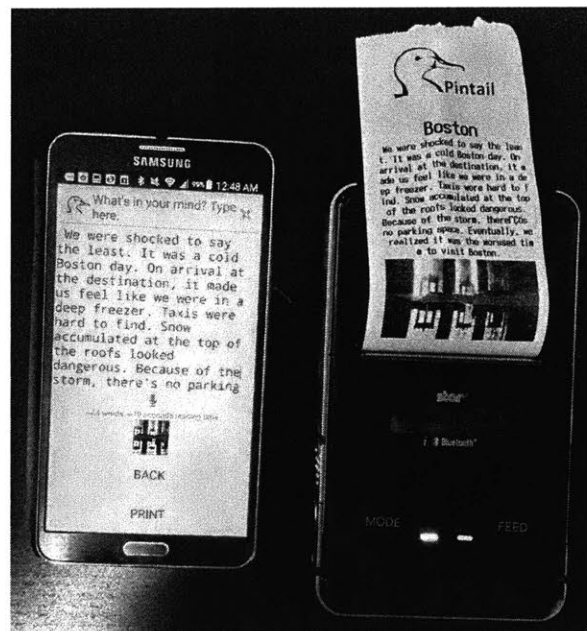 SAMSUNG
12:48 AM
What's in your mind? Type
here.
We were shocked to say
the least. It was a cold
Boston day. On arrival at
the destination, it made
us feel like we were in a
deep freezer. Taxis were
hard to find. Snow
accumulated at the top of
the roofs looked
dangerous. Because of the
storm, there's no parking
BACK
PRINT
Pintail
Boston
We were shocked to say the leas
t. It was a cold Boston day. On
arrival at the destination, it m
ade us feel like we were in a de
ep freezer. Taxis were hard to f
ind. Snow accumulated at the top
of the roofs looked dangerous.
Because of the storm,
no parking space. Eventually, we
realized it was the worused tim
e to visit Boston.
star
Bluetooth
MODE
FEED